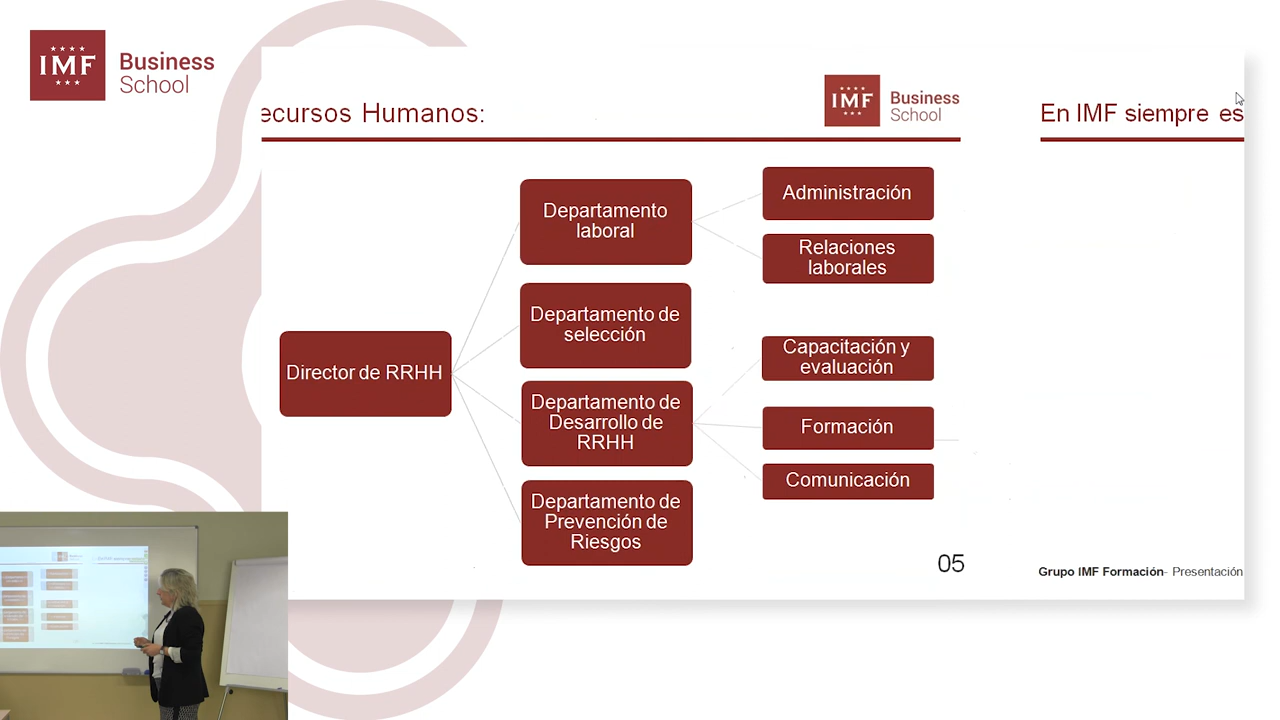 IMF
Business
School
ecursos Humanos:
IMF
Business
School
En IMF siempre es
Director de RRHH
Departamento
laboral
Departamento de
selección
Departamento de
Desarrollo de
RRHH
Departamento de
Prevención de
Riesgos
Administración
Relaciones
laborales
Capacitación y
evaluación
Formación
Comunicación
05
Grupo IMF Formación- Presentación